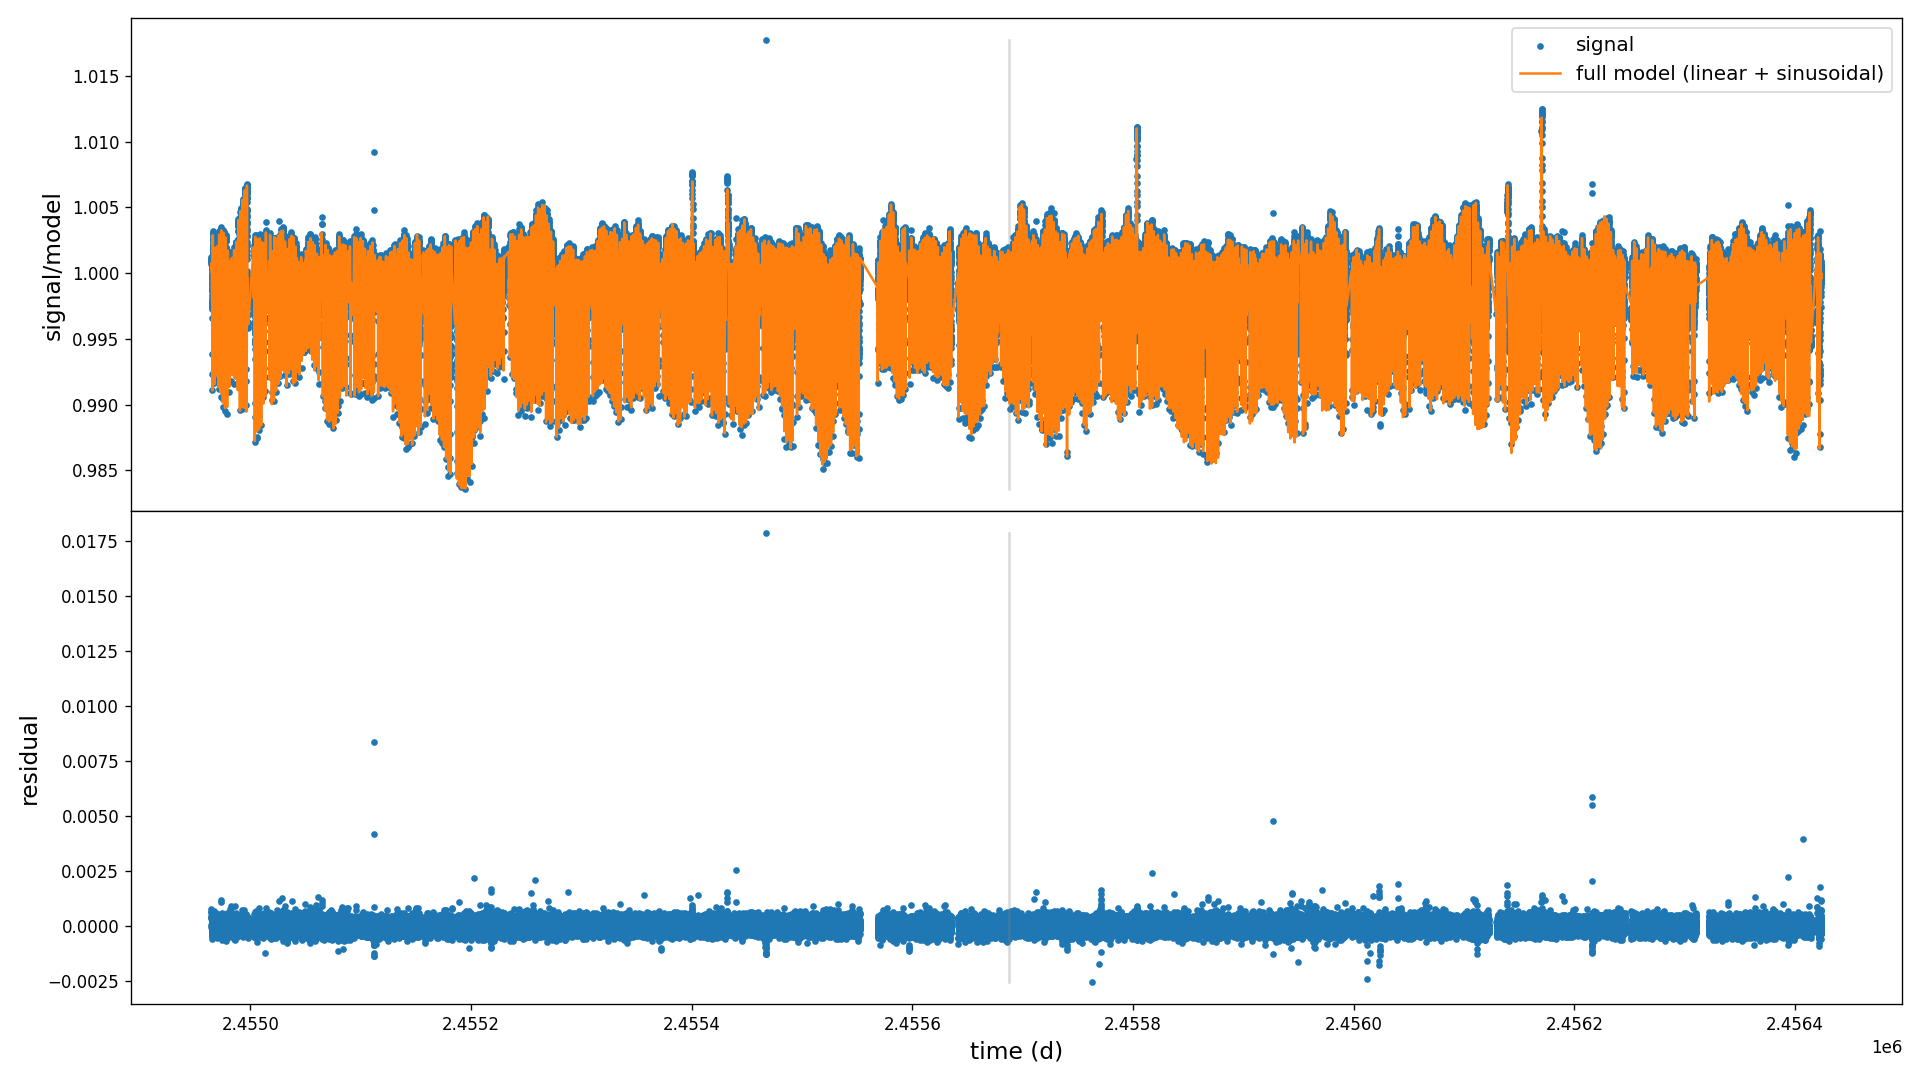 signal/model
1.015
1.010
1.005
1.000
0.995
0.990
0.985
signal
full model (linear + sinusoidal)
residual
0.0175
0.0150
0.0125
0.0100
0.0075
0.0050
0.0025
0.0000
−0.0025
2.4550 2.4552 2.4554 2.4556 2.4558 2.4560 2.4562 2.4564
1e6
time (d)